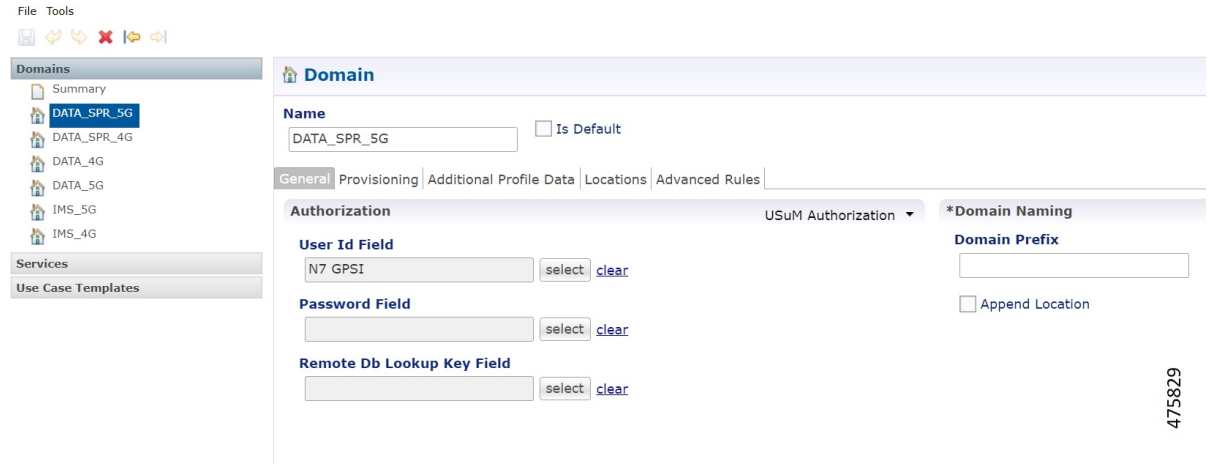 File Tools
Domains
Summary
DATA_SPR_5G
DATA_SPR_4G
DATA_4G
DATA_5G
IMS_5G
IMS_4G
Services
Use Case Templates
Domain
Name
DATA_SPR_5G
Is Default
General Provisioning Additional Profile Data Locations Advanced Rules
Authorization USuM Authorization
User Id Field
N7 GPSI select clear
Password Field
select clear
Remote Db Lookup Key Field
select clear
*Domain Naming
Domain Prefix
Append Location
475829